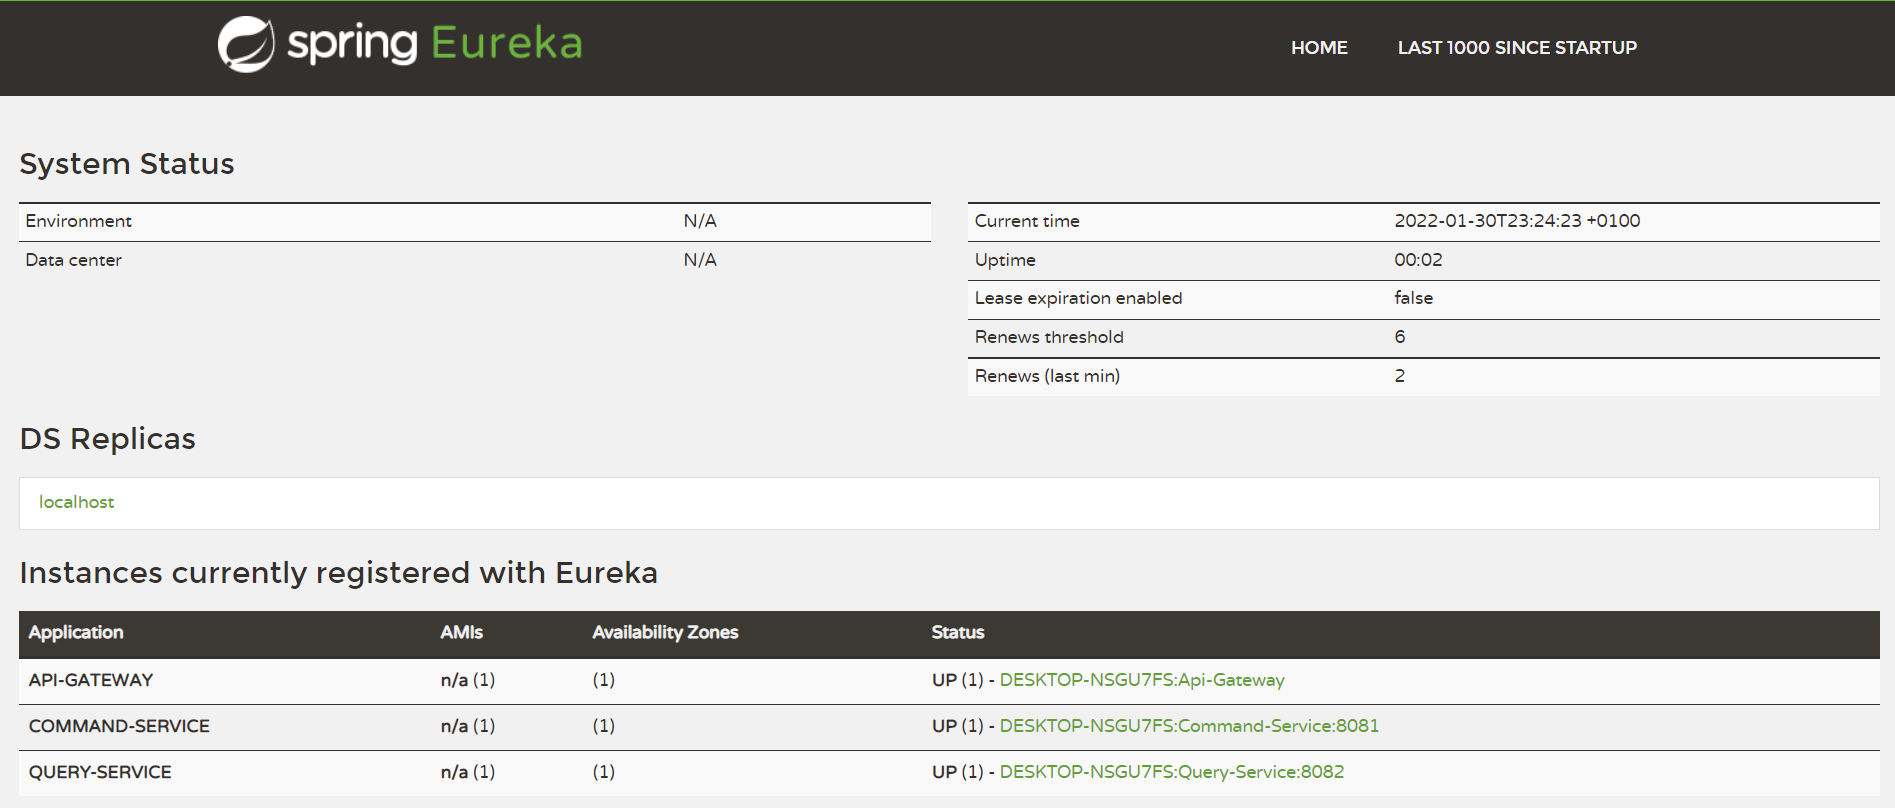 spring Eureka
HOME LAST 1000 SINCE STARTUP
System Status
Environment N/A
Data center N/A
Current time 2022-01-30T23:24:23 +0100
Uptime 00:02
Lease expiration enabled false
Renews threshold 6
Renews (last min) 2
DS Replicas
localhost
Instances currently registered with Eureka
Application AMIs Availability Zones Status
API-GATEWAY n/a (1) (1) UP (1) - DESKTOP-NSGU7FS:Api-Gateway
COMMAND-SERVICE n/a (1) (1) UP (1) - DESKTOP-NSGU7FS:Command-Service:8081
QUERY-SERVICE n/a (1) (1) UP (1) - DESKTOP-NSGU7FS:Query-Service:8082